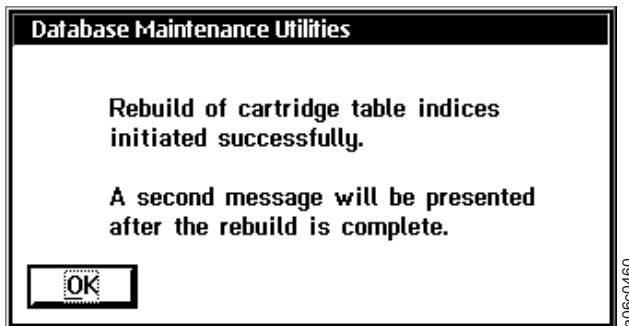 Database Maintenance Utilities
Rebuild of cartridge table indices
initiated successfully.
A second message will be presented
after the rebuild is complete.
OK
a06c0460